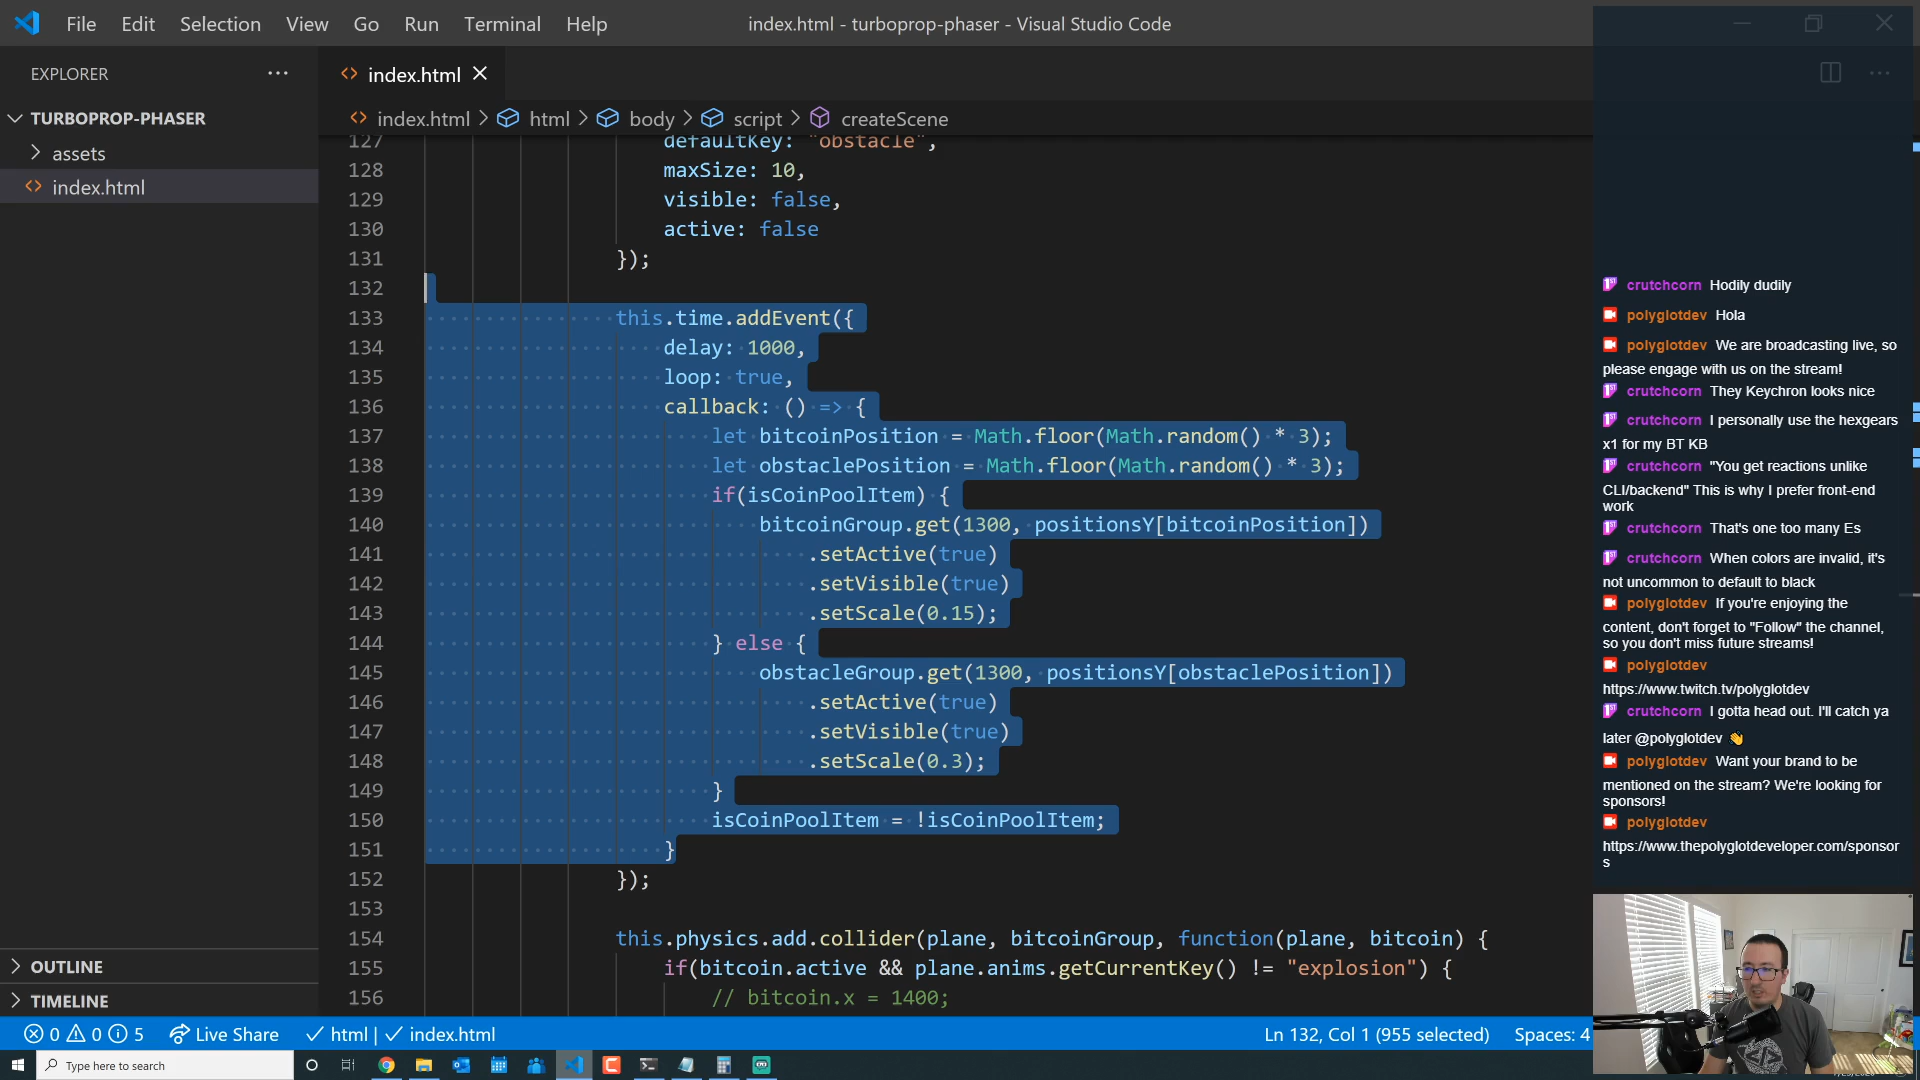 File Edit Selection View Go Run Terminal Help
index.html - turboprop-phaser - Visual Studio Code
EXPLORER
index.html
TURBOPROP-PHASER
assets
index.html
index.html > html > body > script > createScene
127 defaultKey: "obstacle",
128 maxSize: 10,
129 visible: false,
130 active: false
131 });
132
133 this.time.addEvent({
134 delay: 1000,
135 loop: true,
136 callback: () => {
137 let bitcoinPosition = Math.floor(Math.random() * 3);
138 let obstaclePosition = Math.floor(Math.random() * 3);
139 if(isCoinPoolItem) {
140 bitcoinGroup.get(1300, positionsY[bitcoinPosition])
141 .setActive(true)
142 .setVisible(true)
143 .setScale(0.15);
144 } else {
145 obstacleGroup.get(1300, positionsY[obstaclePosition])
146 .setActive(true)
147 .setVisible(true)
148 .setScale(0.3);
149 }
150 isCoinPoolItem = !isCoinPoolItem;
151 }
152 });
153
154 this.physics.add.collider(plane, bitcoinGroup, function(plane, bitcoin) {
155 if(bitcoin.active && plane.anims.getCurrentKey() != "explosion") {
156 // bitcoin.x = 1400;
OUTLINE
TIMELINE
0 0 5 Live Share html | index.html
Ln 132, Col 1 (955 selected) Spaces: 4
Type here to search
crutchcorn Hodily dudily
polyglotdev Hola
polyglotdev We are broadcasting live, so
please engage with us on the stream!
crutchcorn They Keychron looks nice
crutchcorn I personally use the hexgears
x1 for my BT KB
crutchcorn "You get reactions unlike
CLI/backend" This is why I prefer front-end
work
crutchcorn That's one too many Es
crutchcorn When colors are invalid, it's
not uncommon to default to black
polyglotdev If you're enjoying the
content, don't forget to "Follow" the channel,
so you don't miss future streams!
polyglotdev
https://www.twitch.tv/polyglotdev
crutchcorn I gotta head out. I'll catch ya
later @polyglotdev 👋
polyglotdev Want your brand to be
mentioned on the stream? We're looking for
sponsors!
polyglotdev
https://www.thepolyglotdeveloper.com/sponsor
s